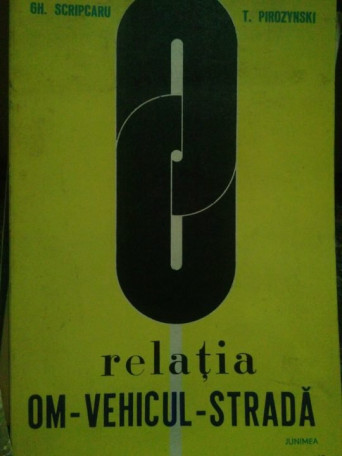 GH. SCRIPCARU
T. PIROZYNSKI
relația
OM-VEHICUL-STRADĂ
JUNIMEA